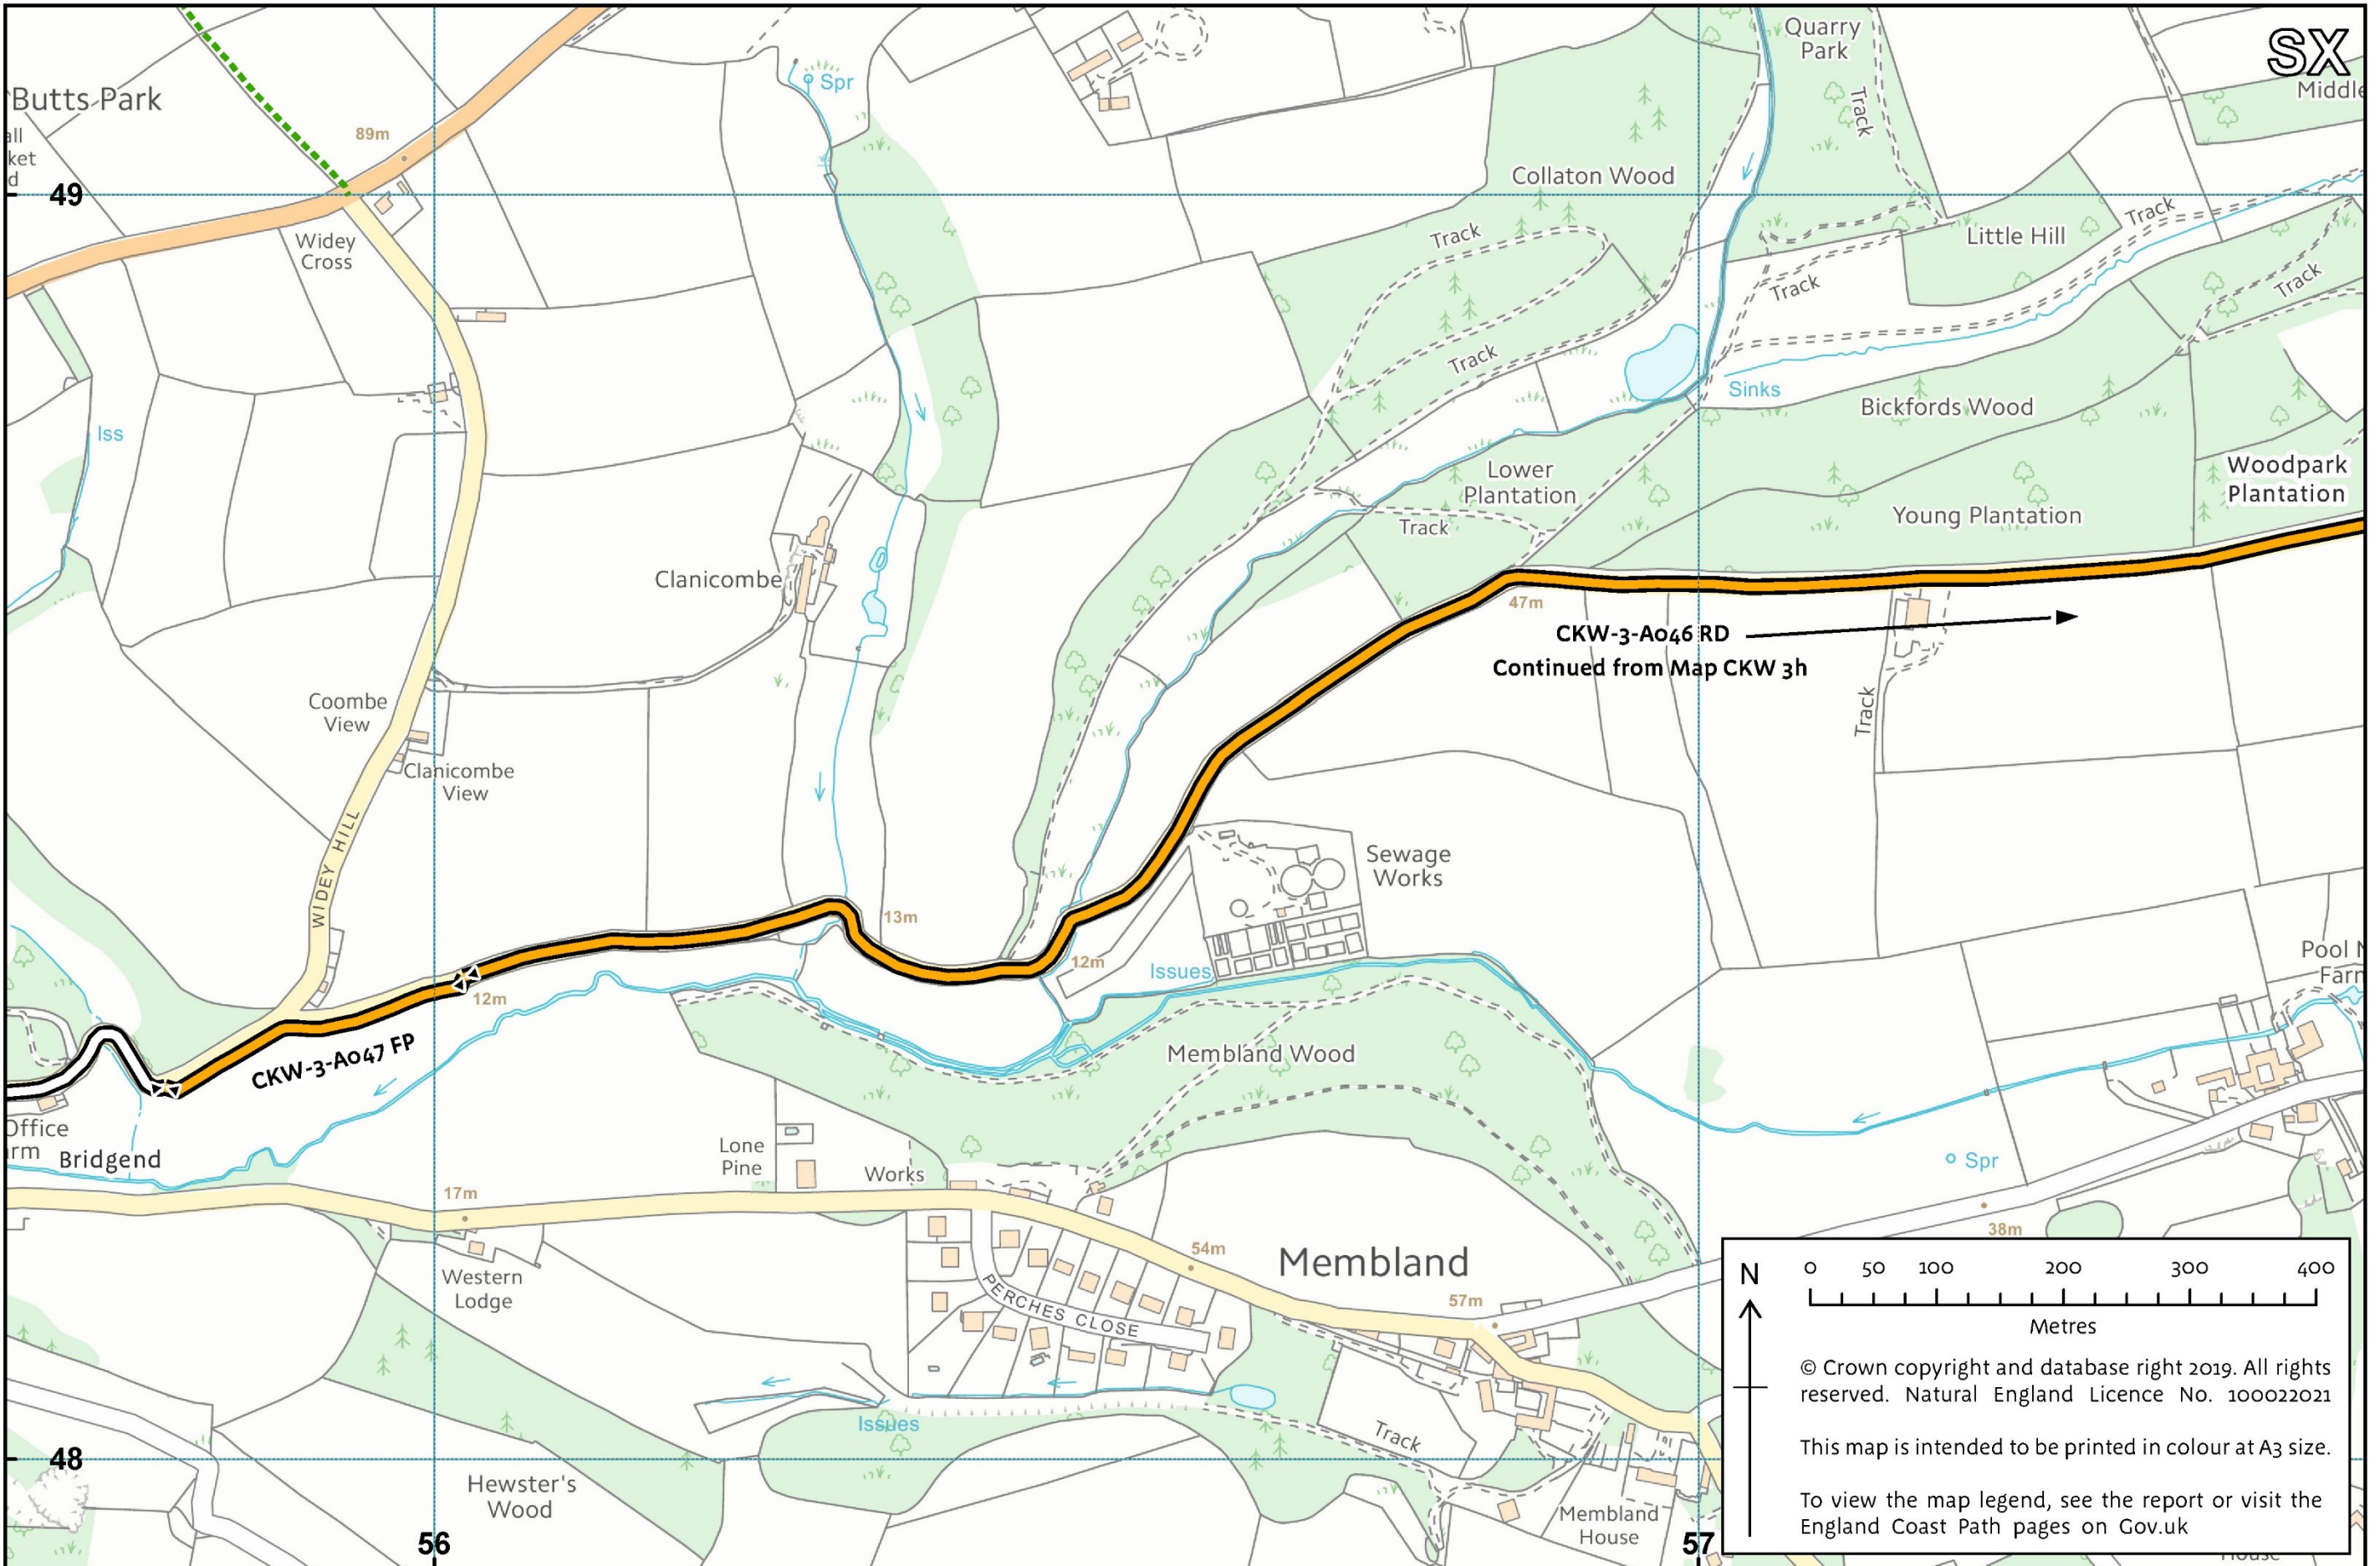 SX
Quarry
Park
Middle
Butts Park
all
ket
d
89m
Spr
Track
Collaton Wood
49
Widey
Cross
Track
Little Hill
Track
Track
Track
Track
Iss
Sinks
Bickfords Wood
Lower
Plantation
Woodpark
Plantation
Track
Young Plantation
Clanicombe
47m
CKW-3-A046 RD
Continued from Map CKW 3h
Track
Coombe
View
Clanicombe
View
WIDEY HILL
Sewage
Works
13m
12m
Issues
Pool M
Farm
12m
CKW-3-A047 FP
Membland Wood
Office
rm
Bridgend
Lone
Pine
Works
Spr
17m
38m
54m
Membland
Western
Lodge
PERCHES CLOSE
57m
N
0 50 100 200 300 400
Metres
© Crown copyright and database right 2019. All rights
reserved. Natural England Licence No. 100022021
This map is intended to be printed in colour at A3 size.
To view the map legend, see the report or visit the
England Coast Path pages on Gov.uk
Issues
Track
48
Hewster's
Wood
Membland
House
56
57
House